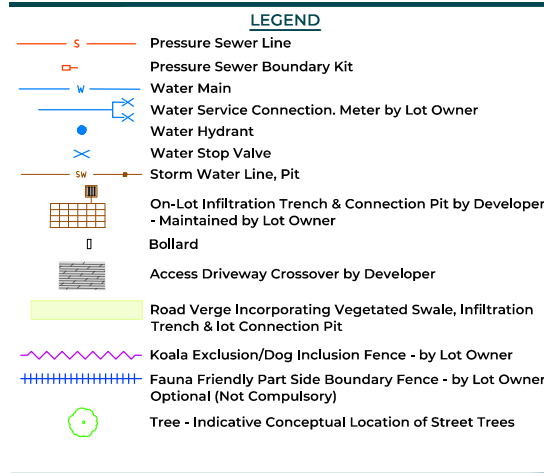 LEGEND
S Pressure Sewer Line
Pressure Sewer Boundary Kit
W Water Main
Water Service Connection. Meter by Lot Owner
Water Hydrant
Water Stop Valve
SW Storm Water Line, Pit
On-Lot Infiltration Trench & Connection Pit by Developer
- Maintained by Lot Owner
Bollard
Access Driveway Crossover by Developer
Road Verge Incorporating Vegetated Swale, Infiltration
Trench & lot Connection Pit
Koala Exclusion/Dog Inclusion Fence - by Lot Owner
Fauna Friendly Part Side Boundary Fence - by Lot Owner
Optional (Not Compulsory)
Tree - Indicative Conceptual Location of Street Trees